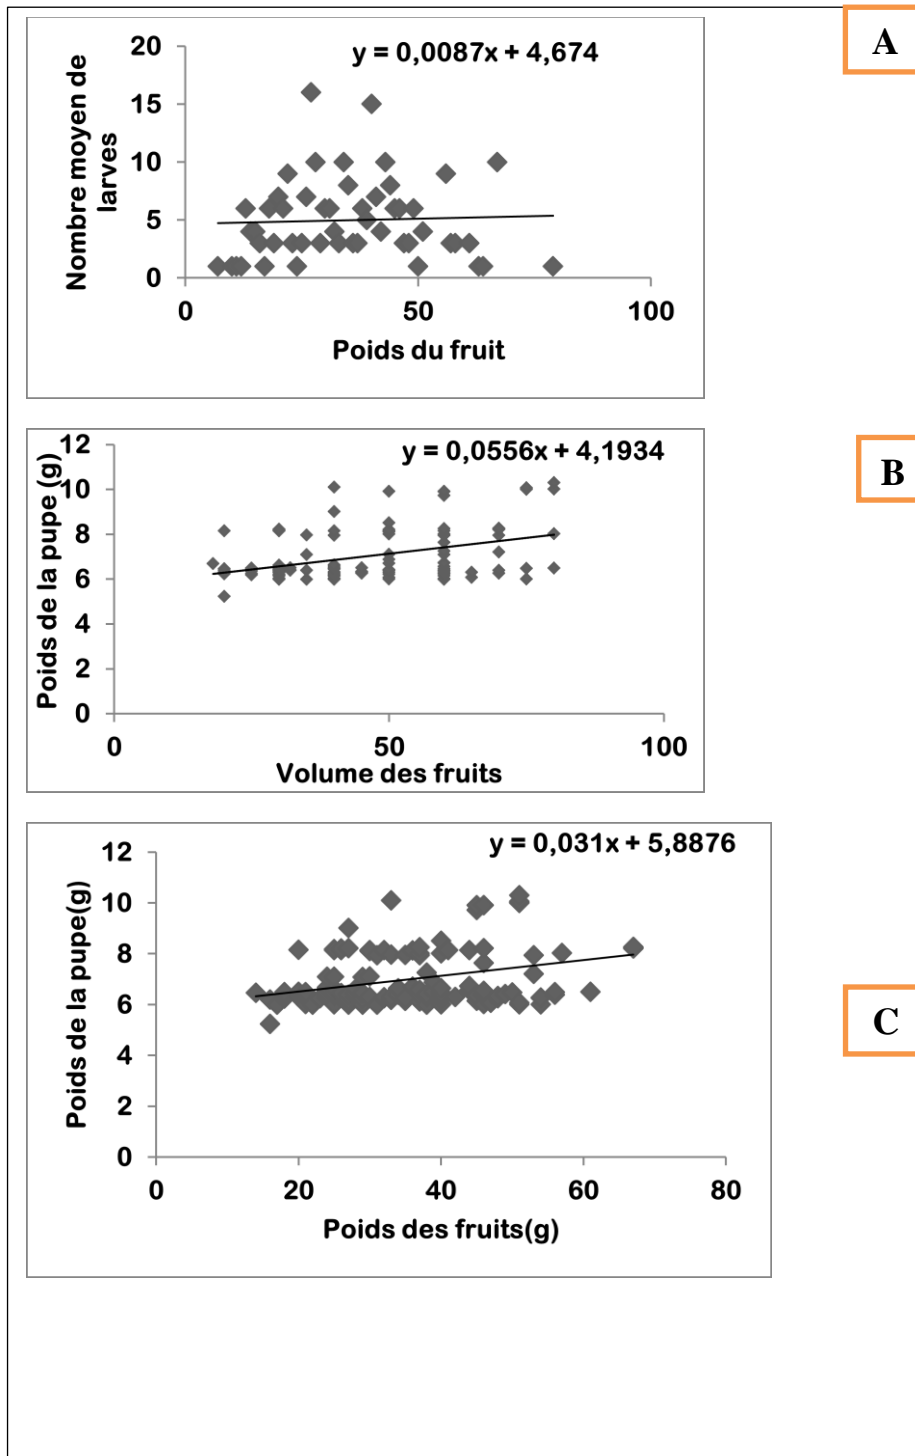 A
y = 0,0087x + 4,674
Nombre moyen de
larves
20
15
10
5
0
0 50 100
Poids du fruit
B
y = 0,0556x + 4,1934
Poids de la pupe (g)
12
10
8
6
4
2
0
0 50 100
Volume des fruits
y = 0,031x + 5,8876
Poids de la pupe(g)
12
10
8
6
4
2
0
C
0 20 40 60 80
Poids des fruits(g)